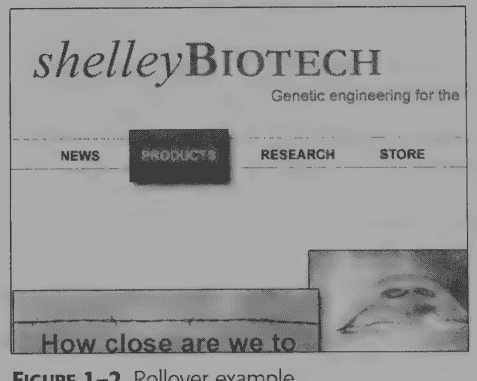 shelleyBIOTECH
Genetic engineering for the
NEWS PRODUCTS RESEARCH STORE
How close are we to
FIGURE 1–2 Rollover example